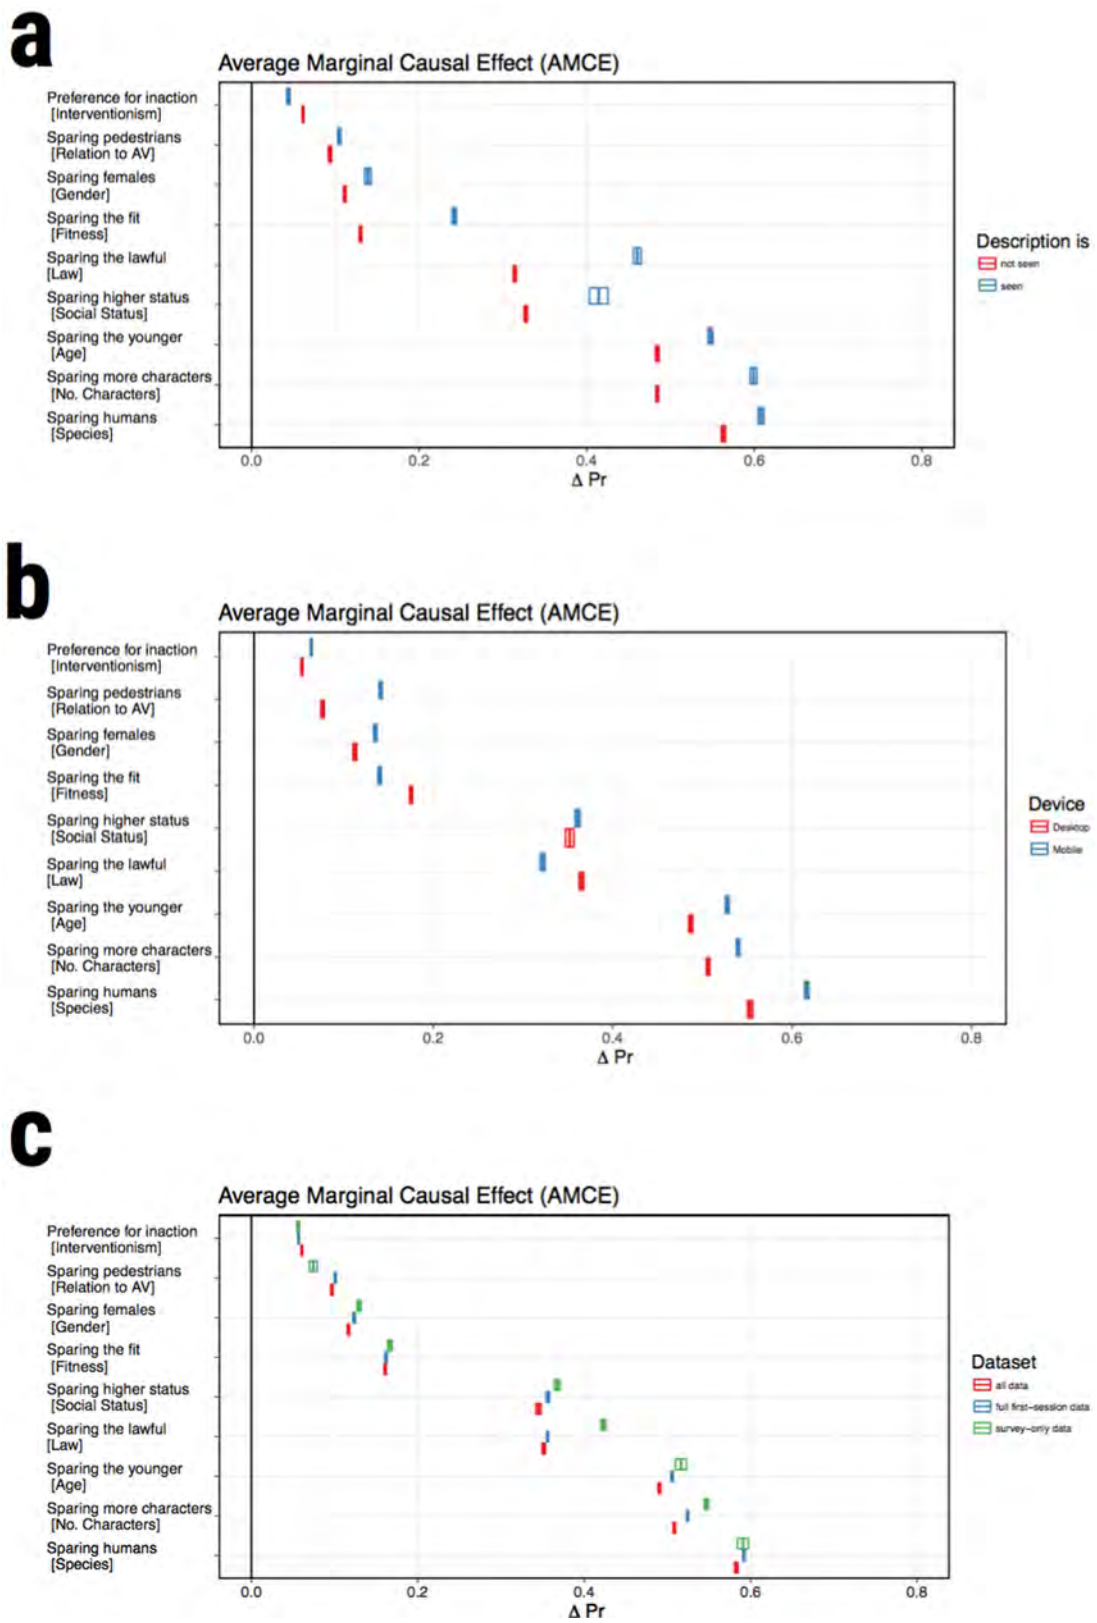 a
Average Marginal Causal Effect (AMCE)
Preference for inaction
[Interventionism]
Sparing pedestrians
[Relation to AV]
Sparing females
[Gender]
Sparing the fit
[Fitness]
Sparing the lawful
[Law]
Sparing higher status
[Social Status]
Sparing the younger
[Age]
Sparing more characters
[No. Characters]
Sparing humans
[Species]
0.0 0.2 0.4 0.6 0.8
Δ Pr
Description is
not seen
seen
b
Average Marginal Causal Effect (AMCE)
Preference for inaction
[Interventionism]
Sparing pedestrians
[Relation to AV]
Sparing females
[Gender]
Sparing the fit
[Fitness]
Sparing higher status
[Social Status]
Sparing the lawful
[Law]
Sparing the younger
[Age]
Sparing more characters
[No. Characters]
Sparing humans
[Species]
0.0 0.2 0.4 0.6 0.8
Δ Pr
Device
Desktop
Mobile
c
Average Marginal Causal Effect (AMCE)
Preference for inaction
[Interventionism]
Sparing pedestrians
[Relation to AV]
Sparing females
[Gender]
Sparing the fit
[Fitness]
Sparing higher status
[Social Status]
Sparing the lawful
[Law]
Sparing the younger
[Age]
Sparing more characters
[No. Characters]
Sparing humans
[Species]
0.0 0.2 0.4 0.6 0.8
Δ Pr
Dataset
all data
full first-session data
survey-only data